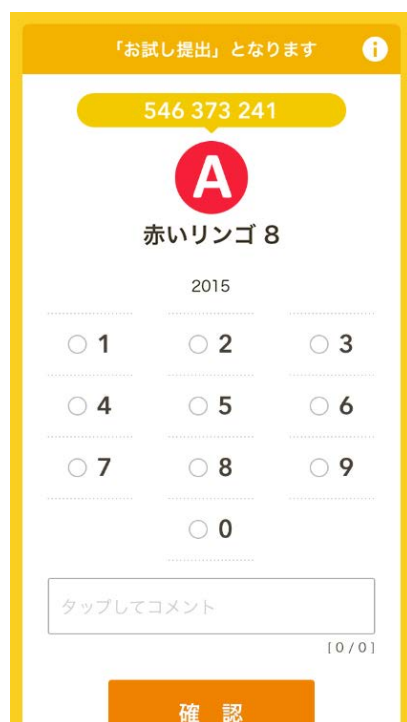 「お試し提出」となります i
546 373 241
A
赤いリンゴ 8
2015
1 2 3
4 5 6
7 8 9
0
タップしてコメント
[0/0]
確 認